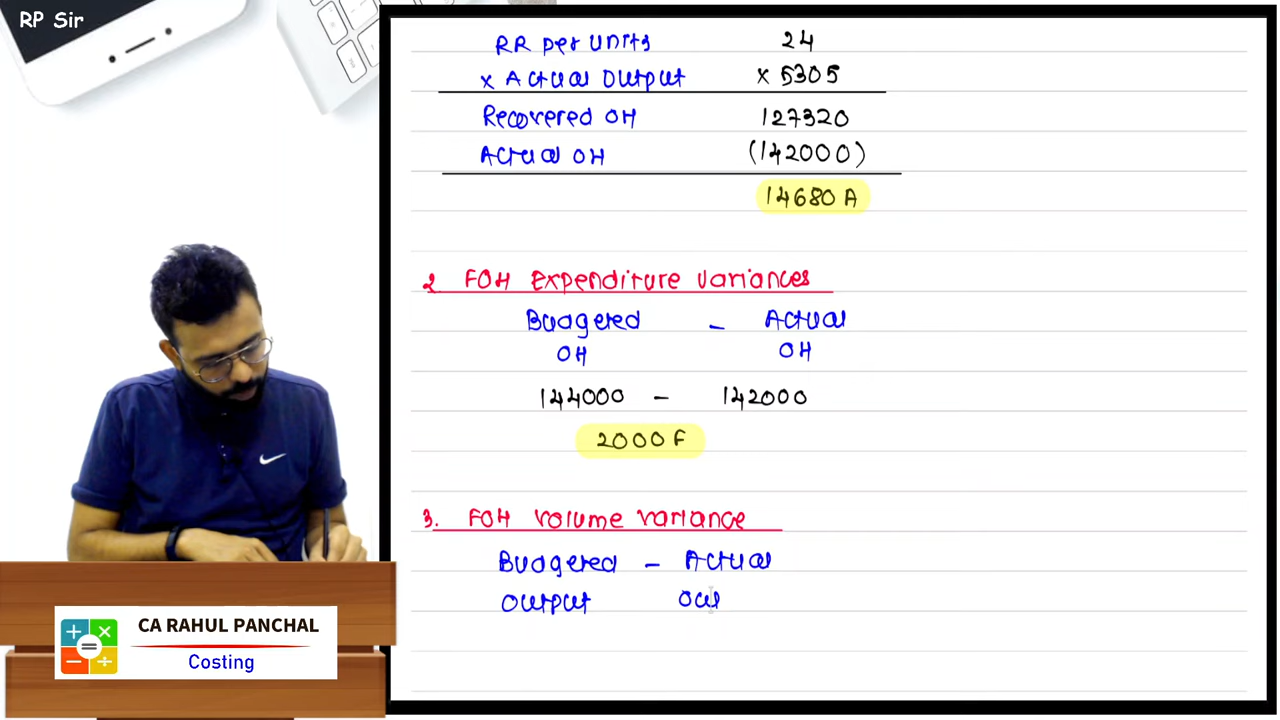 RP Sir
RR per units 24
x Actual Output x 5305
Recovered OH 127320
Actual OH (142000)
14680 A
2 FOH Expenditure variances
Budgeted - Actual
OH OH
144000 - 142000
2000 F
3. FOH volume variance
Budgeted - Actual
Output Out
CA RAHUL PANCHAL
Costing